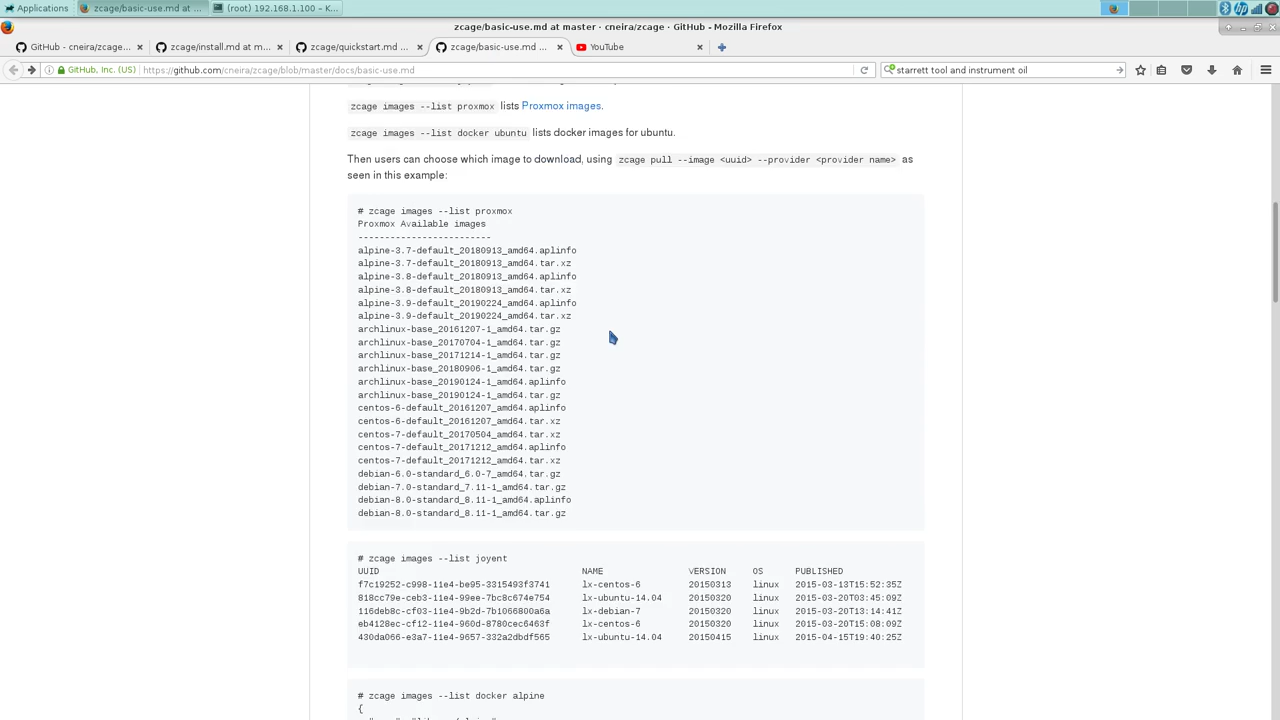 Applications
zcage/basic-use.md at ...
(root) 192.168.1.100 – K...
zcage/basic-use.md at master · cneira/zcage · GitHub - Mozilla Firefox
GitHub - cneira/zcage...
zcage/install.md at m...
zcage/quickstart.md ...
zcage/basic-use.md ...
YouTube
GitHub, Inc. (US)
https://github.com/cneira/zcage/blob/master/docs/basic-use.md
starrett tool and instrument oil
zcage images --list proxmox lists Proxmox images.
zcage images --list docker ubuntu lists docker images for ubuntu.
Then users can choose which image to download, using zcage pull --image <uuid> --provider <provider name> as
seen in this example:
# zcage images --list proxmox
Proxmox Available images
-------------------------
alpine-3.7-default_20180913_amd64.aplinfo
alpine-3.7-default_20180913_amd64.tar.xz
alpine-3.8-default_20180913_amd64.aplinfo
alpine-3.8-default_20180913_amd64.tar.xz
alpine-3.9-default_20190224_amd64.aplinfo
alpine-3.9-default_20190224_amd64.tar.xz
archlinux-base_20161207-1_amd64.tar.gz
archlinux-base_20170704-1_amd64.tar.gz
archlinux-base_20171214-1_amd64.tar.gz
archlinux-base_20180906-1_amd64.tar.gz
archlinux-base_20190124-1_amd64.aplinfo
archlinux-base_20190124-1_amd64.tar.gz
centos-6-default_20161207_amd64.aplinfo
centos-6-default_20161207_amd64.tar.xz
centos-7-default_20170504_amd64.tar.xz
centos-7-default_20171212_amd64.aplinfo
centos-7-default_20171212_amd64.tar.xz
debian-6.0-standard_6.0-7_amd64.tar.gz
debian-7.0-standard_7.11-1_amd64.tar.gz
debian-8.0-standard_8.11-1_amd64.aplinfo
debian-8.0-standard_8.11-1_amd64.tar.gz
# zcage images --list joyent
UUID NAME VERSION OS PUBLISHED
f7c19252-c998-11e4-be95-3315493f3741 lx-centos-6 20150313 linux 2015-03-13T15:52:35Z
818cc79e-ceb3-11e4-99ee-7bc8c674e754 lx-ubuntu-14.04 20150320 linux 2015-03-20T03:45:09Z
116deb8c-cf03-11e4-9b2d-7b1066800a6a lx-debian-7 20150320 linux 2015-03-20T13:14:41Z
eb4128ec-cf12-11e4-960d-8780cec6463f lx-centos-6 20150320 linux 2015-03-20T15:08:09Z
430da066-e3a7-11e4-9657-332a2dbdf565 lx-ubuntu-14.04 20150415 linux 2015-04-15T19:40:25Z
# zcage images --list docker alpine
{